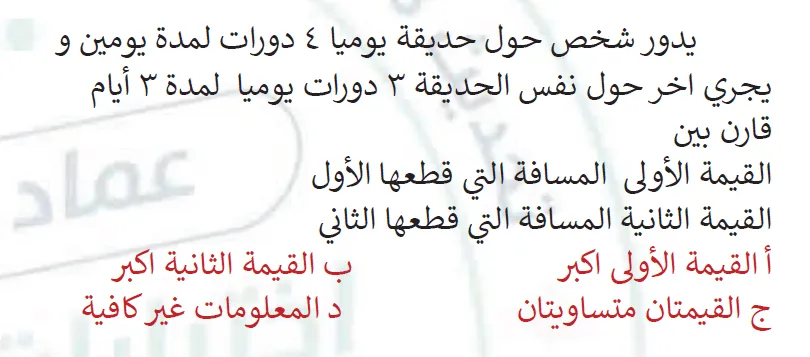 يدور شخص حول حديقة يوميا ٤ دورات لمدة يومين و
يجري اخر حول نفس الحديقة ٣ دورات يوميا لمدة ٣ أيام
قارن بين
القيمة الأولى المسافة التي قطعها الأول
القيمة الثانية المسافة التي قطعها الثاني
أ القيمة الأولى اكبر ب القيمة الثانية اكبر
ج القيمتان متساويتان د المعلومات غير كافية
عماد